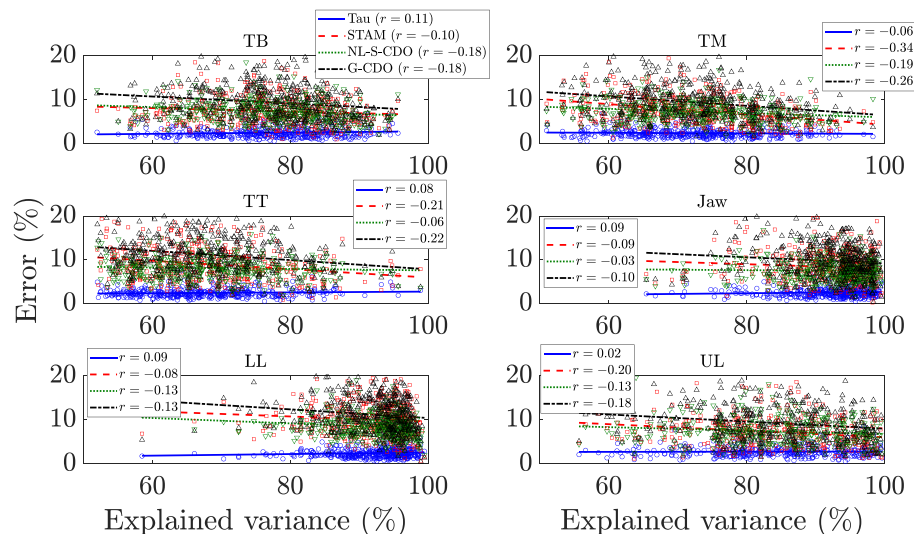 TB
Tau (r = 0.11)
STAM (r = −0.10)
NL-S-CDO (r = −0.18)
G-CDO (r = −0.18)
20
10
0
60
80
100
TM
r = −0.06
r = −0.34
r = −0.19
r = −0.26
20
10
0
60
80
100
TT
r = 0.08
r = −0.21
r = −0.06
r = −0.22
20
10
0
60
80
100
Jaw
r = 0.09
r = −0.09
r = −0.03
r = −0.10
20
10
0
60
80
100
Error (%)
LL
r = 0.09
r = −0.08
r = −0.13
r = −0.13
20
10
0
60
80
100
Explained variance (%)
UL
r = 0.02
r = −0.20
r = −0.13
r = −0.18
20
10
0
60
80
100
Explained variance (%)